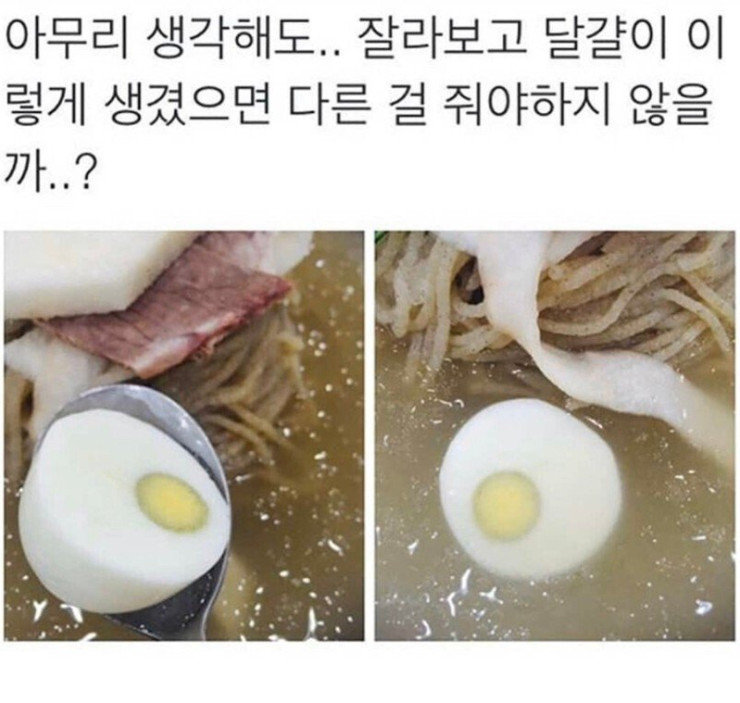 아무리 생각해도.. 잘라보고 달걀이 이
렇게 생겼으면 다른 걸 줘야하지 않을
까..?